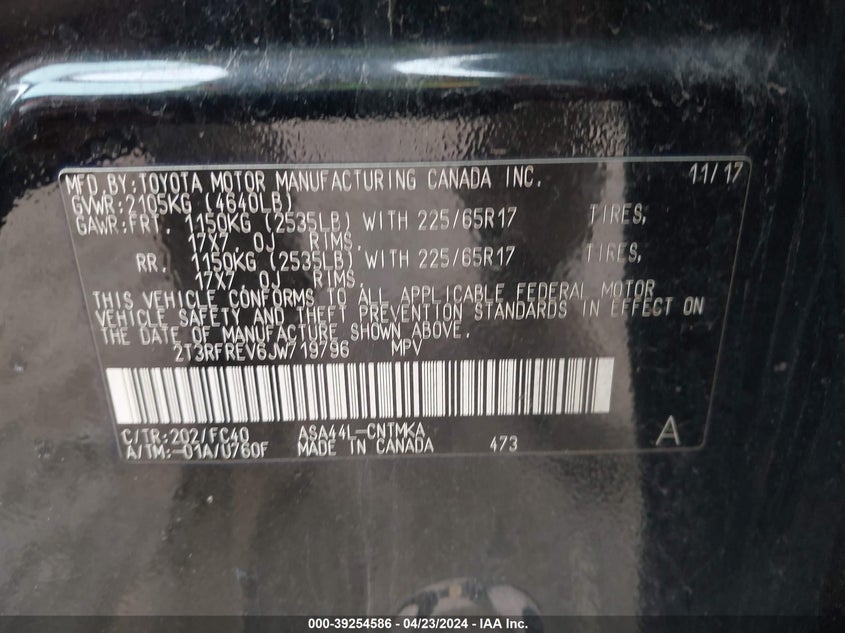 MFD.BY:TOYOTA MOTOR MANUFACTURING CANADA INC. 11/17
GVWR:2105KG (4640LB)
GAWR:FRT. 1150KG (2535LB) WITH 225/65R17 TIRES,
17X7.0J RIMS.
RR. 1150KG (2535LB) WITH 225/65R17 TIRES,
17X7.0J RIMS.
THIS VEHICLE CONFORMS TO ALL APPLICABLE FEDERAL MOTOR
VEHICLE SAFETY AND THEFT PREVENTION STANDARDS IN EFFECT ON
THE DATE OF MANUFACTURE SHOWN ABOVE.
2T3RFREV6JW719796 MPV
C/TR:202/FC40 ASA44L-CNTMKA
A/TM:-01A/U760F MADE IN CANADA 473 A
000-39254586 | 04/23/2024 | IAA Inc.